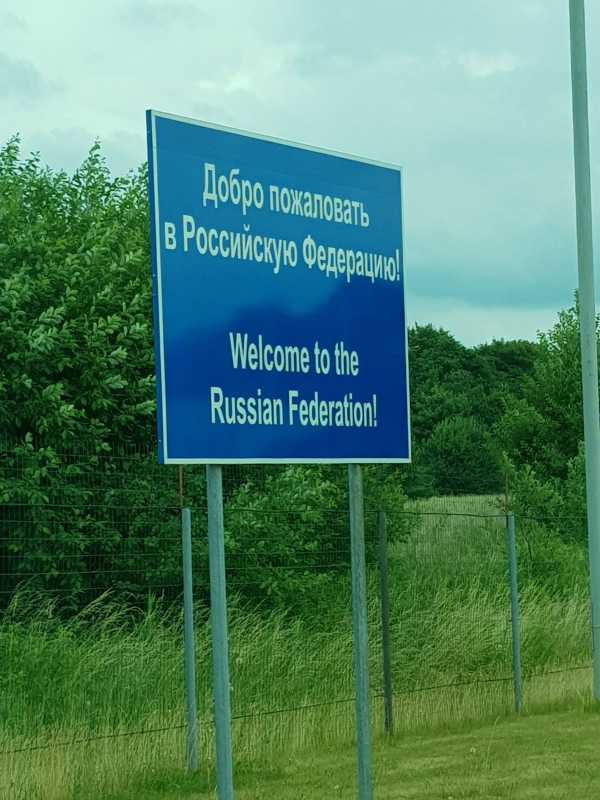 Добро пожаловать
в Российскую Федерацию!
Welcome to the
Russian Federation!